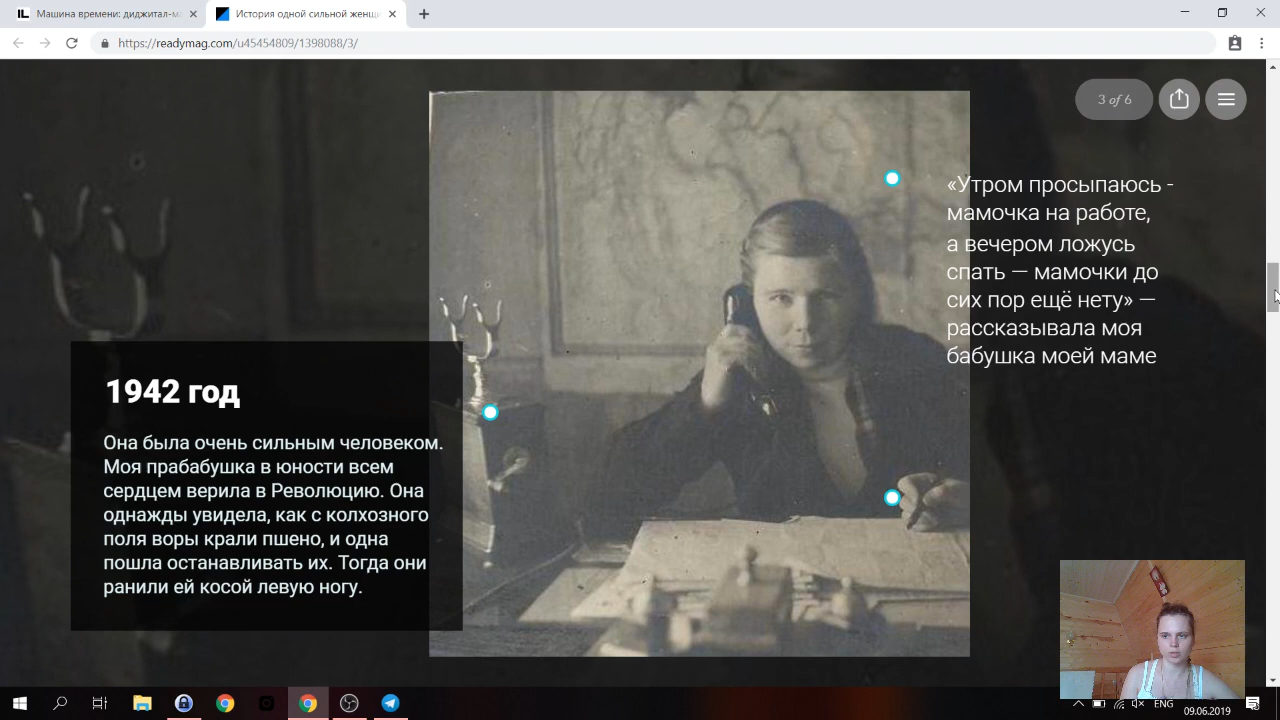 Машина времени: диджитал-м
История одной сильной женщи
https://readymag.com/u45454809/1398088/3/
3 of 6
«Утром просыпаюсь -
мамочка на работе,
а вечером ложусь
спать — мамочки до
сих пор ещё нету» —
рассказывала моя
бабушка моей маме
1942 год
Она была очень сильным человеком.
Моя прабабушка в юности всем
сердцем верила в Революцию. Она
однажды увидела, как с колхозного
поля воры крали пшено, и одна
пошла останавливать их. Тогда они
ранили ей косой левую ногу.
ENG
09.06.2019